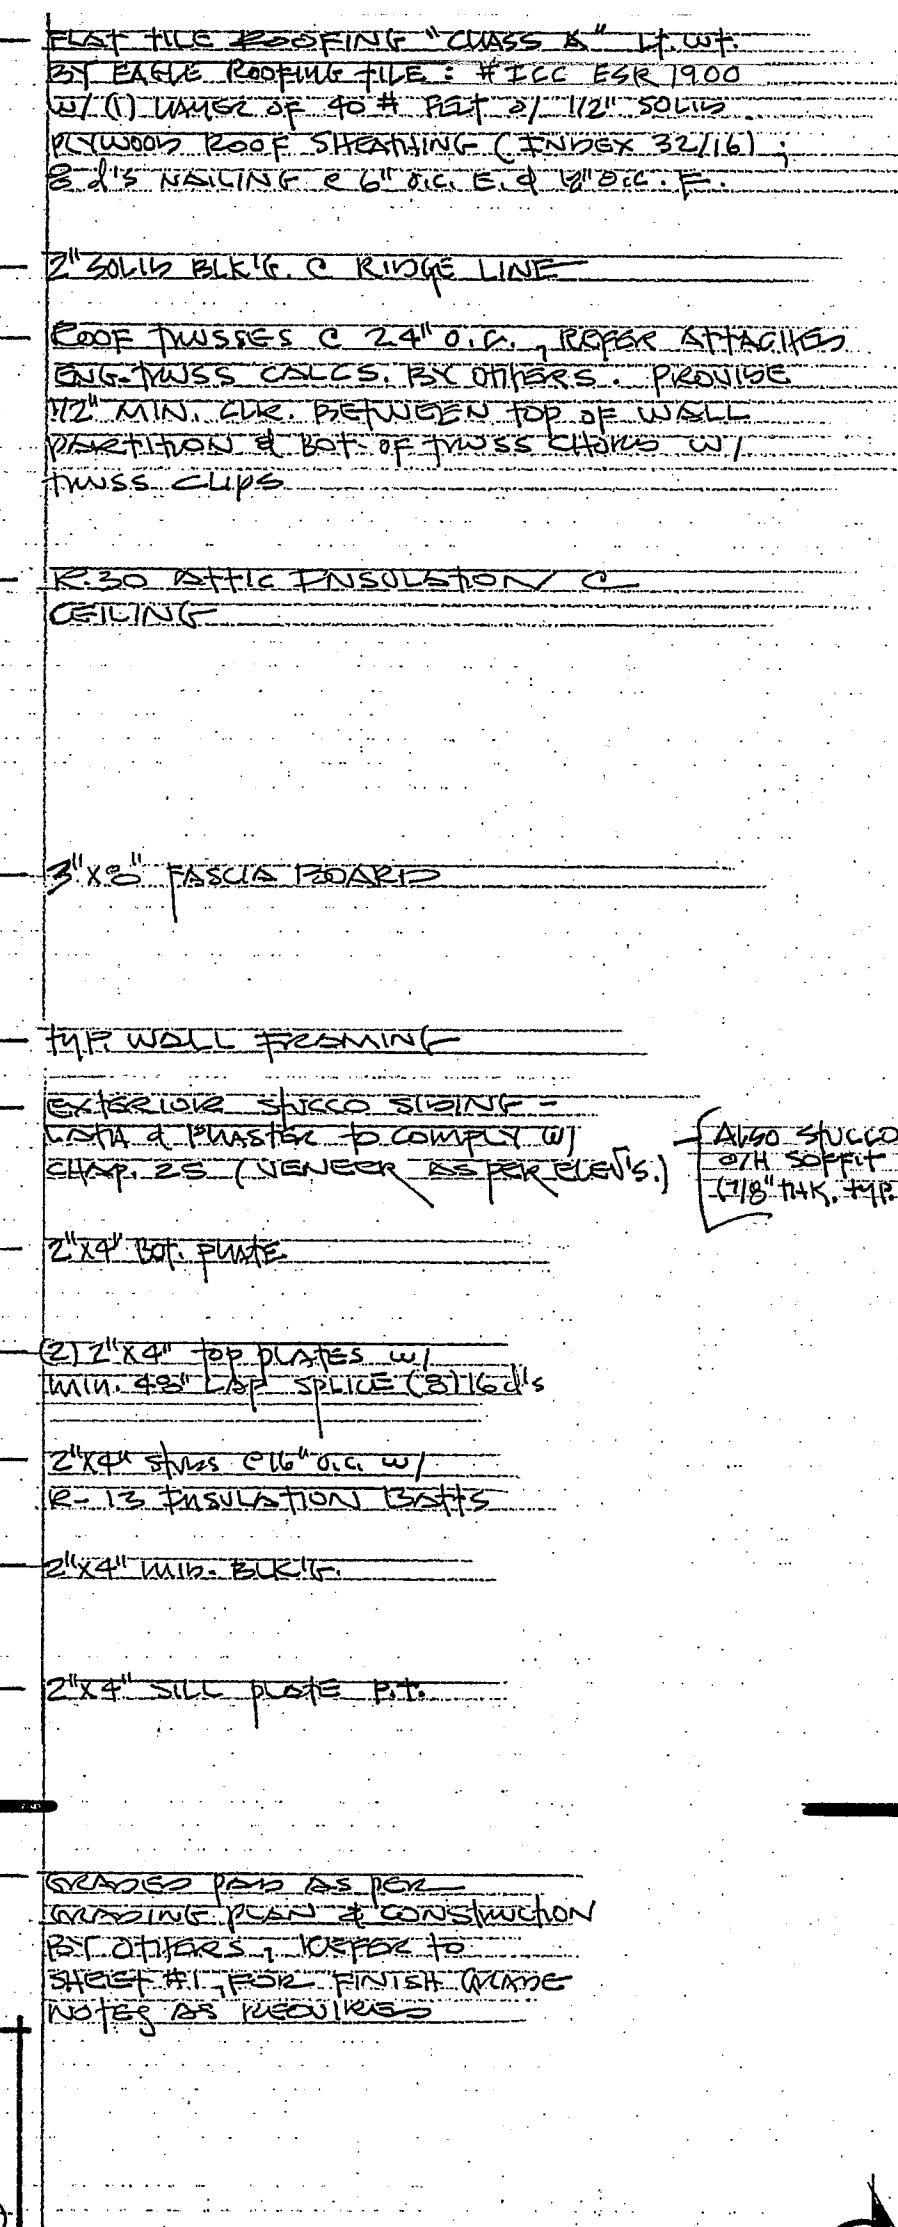 FLAT TILE ROOFING "CLASS A" LT. WT.
BY EAGLE ROOFING TILE : # ICC ESR 1900
W/ (1) LAYER OF 40 # FELT O/ 1/2" SOLID
PLYWOOD ROOF SHEATHING (INDEX 32/16) ;
8 d'S NAILING @ 6" O.C. E. & 12" O.C. F.
2" SOLID BLK'G. @ RIDGE LINE
ROOF TRUSSES @ 24" O.C., REFER ATTACHED
ENG. TRUSS CALCS. BY OTHERS. PROVIDE
1/2" MIN. CLR. BETWEEN TOP OF WALL
PARTITION & BOT. OF TRUSS CHORD W/
TRUSS CLIPS
R-30 ATTIC INSULATION @
CEILING
3"X8" FASCIA BOARD
TYP. WALL FRAMING
EXTERIOR STUCCO SIDING -
LATH & PLASTER TO COMPLY W/
CHAP. 25 (VENEER AS PER ELEV'S.)
ALSO STUCCO
O/H SOFFIT
(7/8" THK. TYP.
2"X4" BOT. PLATE
(2) 2"X4" TOP PLATES W/
MIN. 48" LAP SPLICE (8) 16 d's
2"X4" STUDS @ 16" O.C. W/
R-13 INSULATION BATTS
2"X4" MID. BLK'G.
2"X4" SILL PLATE P.T.
GRADED PAD AS PER
GRADING PLAN & CONSTRUCTION
BY OTHERS, REFER TO
SHEET #1, FOR FINISH GRADE
NOTES AS REQUIRED